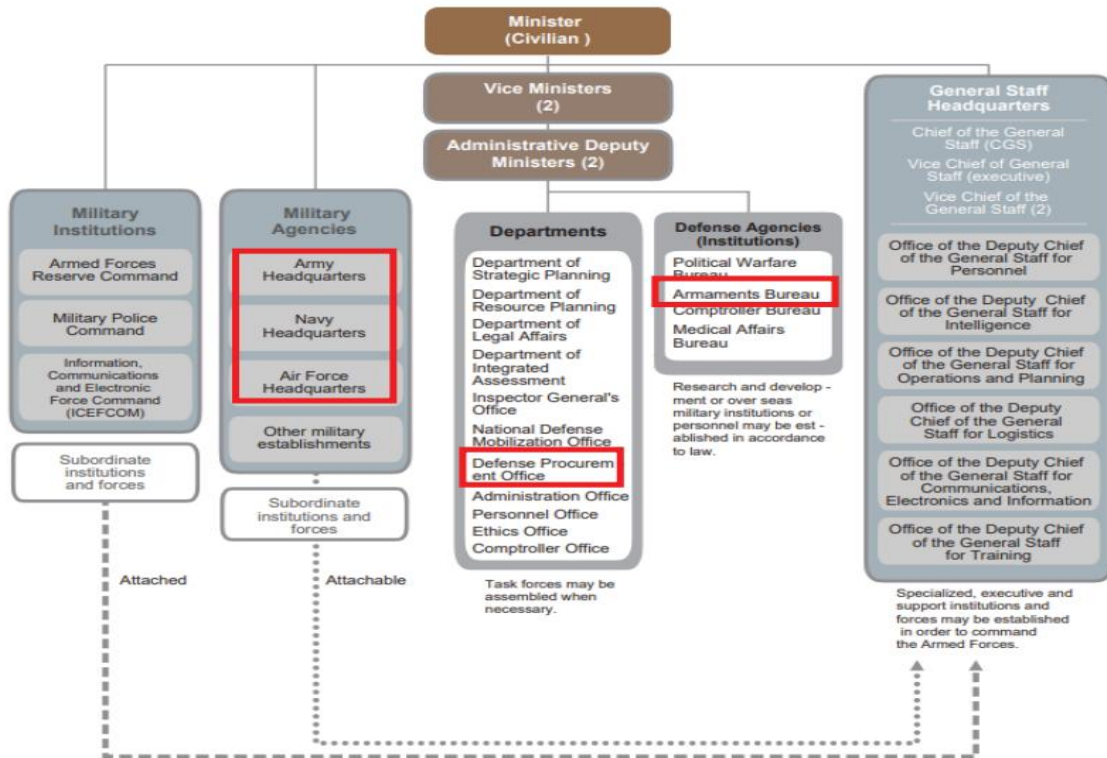 Minister
(Civilian )
Vice Ministers
(2)
Administrative Deputy
Ministers (2)
Military
Institutions
Armed Forces
Reserve Command
Military Police
Command
Information,
Communications
and Electronic
Force Command
(ICEFCOM)
Subordinate
institutions
and forces
Attached
Military
Agencies
Army
Headquarters
Navy
Headquarters
Air Force
Headquarters
Other military
establishments
Subordinate
institutions and
forces
Attachable
Departments
Department of
Strategic Planning
Department of
Resource Planning
Department of
Legal Affairs
Department of
Integrated
Assessment
Inspector General's
Office
National Defense
Mobilization Office
Defense Procurem
ent Office
Administration Office
Personnel Office
Ethics Office
Comptroller Office
Task forces may be
assembled when
necessary.
Defense Agencies
(Institutions)
Political Warfare
Bureau
Armaments Bureau
Comptroller Bureau
Medical Affairs
Bureau
Research and develop -
ment or over seas
military institutions or
personnel may be est -
ablished in accordance
to law.
General Staff
Headquarters
Chief of the General
Staff (CGS)
Vice Chief of General
Staff (executive)
Vice Chief of the
General Staff (2)
Office of the Deputy Chief
of the General Staff for
Personnel
Office of the Deputy Chief
of the General Staff for
Intelligence
Office of the Deputy Chief
of the General Staff for
Operations and Planning
Office of the Deputy
Chief of the General
Staff for Logistics
Office of the Deputy Chief
of the General Staff for
Communications,
Electronics and Information
Office of the Deputy Chief
of the General Staff
for Training
Specialized, executive and
support institutions and
forces may be established
in order to command
the Armed Forces.